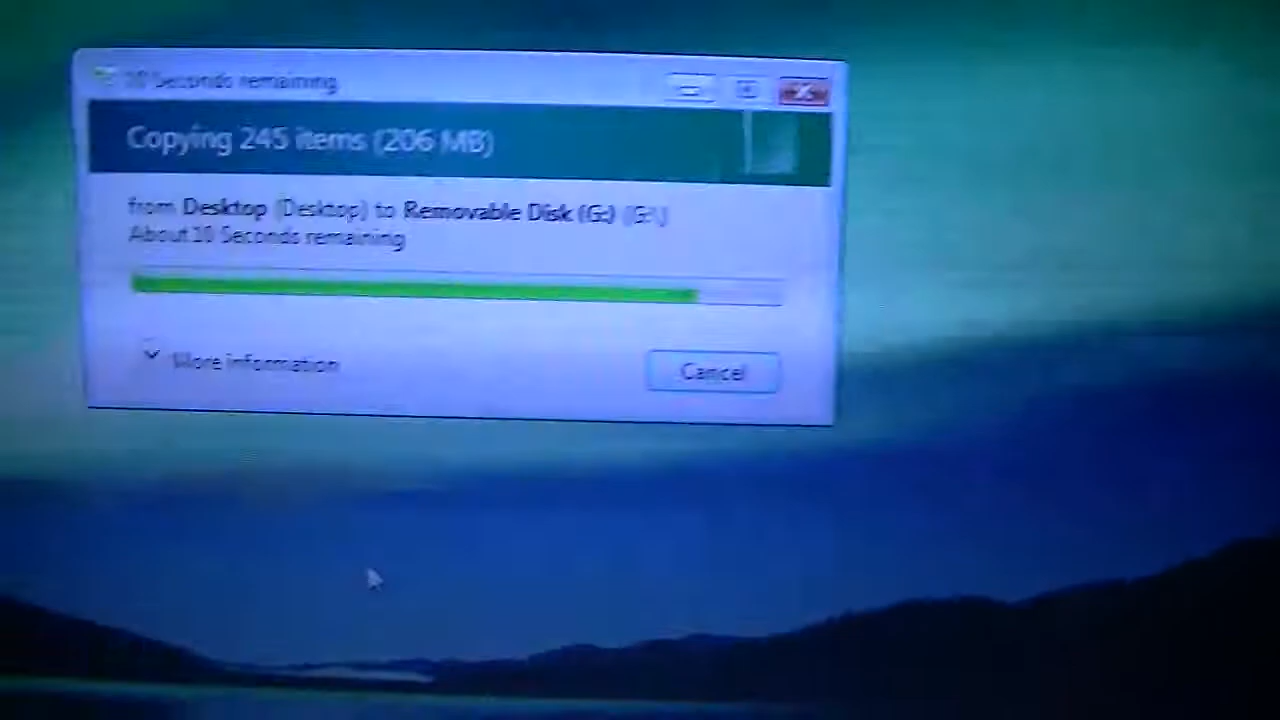 10 Seconds remaining
Copying 245 items (206 MB)
from Desktop (Desktop) to Removable Disk (G:) (G:\)
About 10 Seconds remaining
More information
Cancel